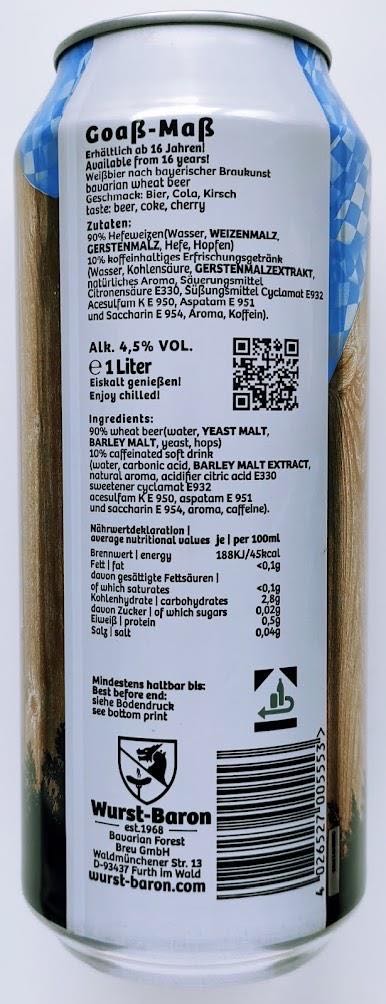 Goaß-Maß
Erhältlich ab 16 Jahren!
Available from 16 years!
Weißbier nach bayerischer Braukunst
bavarian wheat beer
Geschmack: Bier, Cola, Kirsch
taste: beer, coke, cherry
Zutaten:
90% Hefeweizen(Wasser, WEIZENMALZ,
GERSTENMALZ, Hefe, Hopfen)
10% koffeinhaltiges Erfrischungsgetränk
(Wasser, Kohlensäure, GERSTENMALZEXTRAKT,
natürliches Aroma, Säuerungsmittel
Citronensäure E330, Süßungsmittel Cyclamat E932
Acesulfam K E 950, Aspatam E 951
und Saccharin E 954, Aroma, Koffein).
Alk. 4,5% VOL.
℮ 1 Liter
Eiskalt genießen!
Enjoy chilled!
Ingredients:
90% wheat beer(water, YEAST MALT,
BARLEY MALT, yeast, hops)
10% caffeinated soft drink
(water, carbonic acid, BARLEY MALT EXTRACT,
natural aroma, acidifier citric acid E330
sweetener cyclamat E932
acesulfam K E 950, aspatam E 951
und saccharin E 954, aroma, caffeine).
Nährwertdeklaration |
average nutritional values je | per 100ml
Brennwert | energy 188KJ/45kcal
Fett | fat <0,1g
davon gesättigte Fettsäuren |
of which saturates <0,1g
Kohlenhydrate | carbohydrates 2,8g
davon Zucker | of which sugars 0,02g
Eiweiß | protein 0,5g
Salz | salt 0,04g
Mindestens haltbar bis:
Best before end:
siehe Bodendruck
see bottom print
Wurst-Baron
est.1968
Bavarian Forest
Breu GmbH
Waldmünchener Str. 13
D-93437 Furth im Wald
wurst-baron.com
4 026527 005553 >